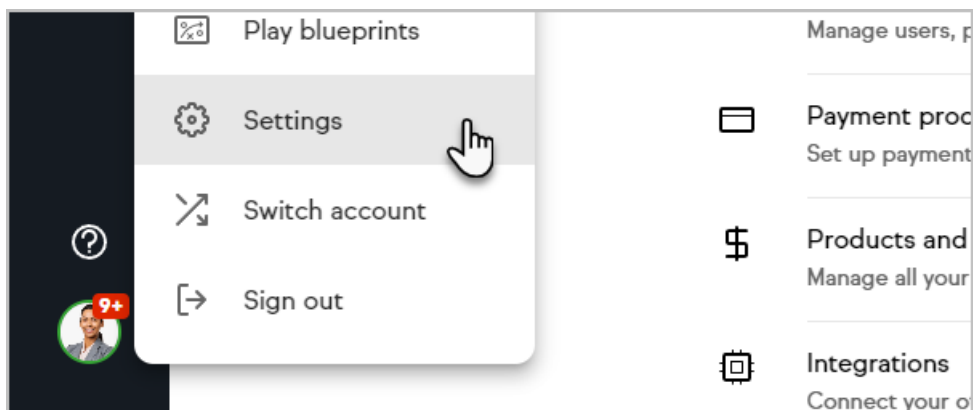 Play blueprints
Settings
Switch account
Sign out
9+
Manage users,
Payment
Set up payment
Products and
Manage all your
Integrations
Connect your